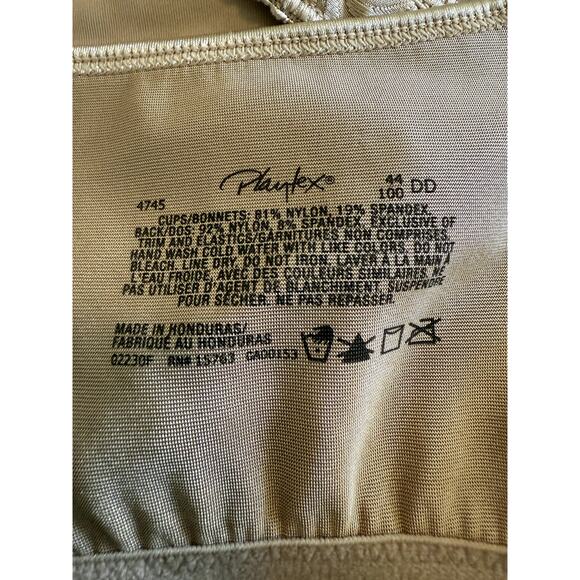 Playtex®
4745
44
100 DD
CUPS/BONNETS: 81% NYLON, 19% SPANDEX,
BACK/DOS: 92% NYLON, 8% SPANDEX, EXCLUSIVE OF
TRIM AND ELASTICS/GARNITURES NON COMPRISES.
HAND WASH COLD WATER WITH LIKE COLORS. DO NOT
BLEACH. LINE DRY. DO NOT IRON. LAVER À LA MAIN À
L'EAU FROIDE, AVEC DES COULEURS SIMILAIRES. NE
PAS UTILISER D'AGENT DE BLANCHIMENT, SUSPENDRE
POUR SÉCHER. NE PAS REPASSER.
MADE IN HONDURAS/
FABRIQUÉ AU HONDURAS
Q2230F RN# 15763 CA00153